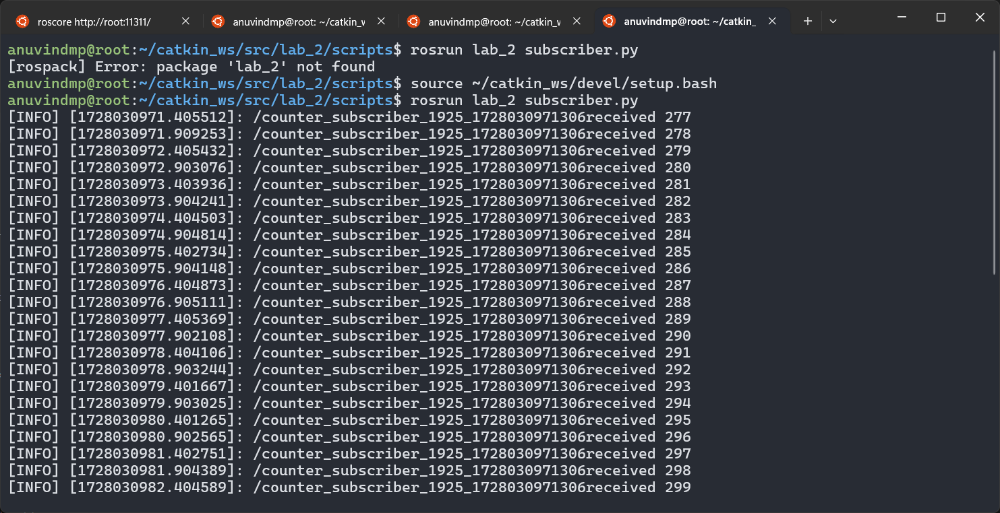 roscore http://root:11311/
anuvindmp@root: ~/catkin_v
anuvindmp@root: ~/catkin_v
anuvindmp@root: ~/catkin_
anuvindmp@root:~/catkin_ws/src/lab_2/scripts$ rosrun lab_2 subscriber.py
[rospack] Error: package 'lab_2' not found
anuvindmp@root:~/catkin_ws/src/lab_2/scripts$ source ~/catkin_ws/devel/setup.bash
anuvindmp@root:~/catkin_ws/src/lab_2/scripts$ rosrun lab_2 subscriber.py
[INFO] [1728030971.405512]: /counter_subscriber_1925_1728030971306received 277
[INFO] [1728030971.909253]: /counter_subscriber_1925_1728030971306received 278
[INFO] [1728030972.405432]: /counter_subscriber_1925_1728030971306received 279
[INFO] [1728030972.903076]: /counter_subscriber_1925_1728030971306received 280
[INFO] [1728030973.403936]: /counter_subscriber_1925_1728030971306received 281
[INFO] [1728030973.904241]: /counter_subscriber_1925_1728030971306received 282
[INFO] [1728030974.404503]: /counter_subscriber_1925_1728030971306received 283
[INFO] [1728030974.904814]: /counter_subscriber_1925_1728030971306received 284
[INFO] [1728030975.402734]: /counter_subscriber_1925_1728030971306received 285
[INFO] [1728030975.904148]: /counter_subscriber_1925_1728030971306received 286
[INFO] [1728030976.404873]: /counter_subscriber_1925_1728030971306received 287
[INFO] [1728030976.905111]: /counter_subscriber_1925_1728030971306received 288
[INFO] [1728030977.405369]: /counter_subscriber_1925_1728030971306received 289
[INFO] [1728030977.902108]: /counter_subscriber_1925_1728030971306received 290
[INFO] [1728030978.404106]: /counter_subscriber_1925_1728030971306received 291
[INFO] [1728030978.903244]: /counter_subscriber_1925_1728030971306received 292
[INFO] [1728030979.401667]: /counter_subscriber_1925_1728030971306received 293
[INFO] [1728030979.903025]: /counter_subscriber_1925_1728030971306received 294
[INFO] [1728030980.401265]: /counter_subscriber_1925_1728030971306received 295
[INFO] [1728030980.902565]: /counter_subscriber_1925_1728030971306received 296
[INFO] [1728030981.402751]: /counter_subscriber_1925_1728030971306received 297
[INFO] [1728030981.904389]: /counter_subscriber_1925_1728030971306received 298
[INFO] [1728030982.404589]: /counter_subscriber_1925_1728030971306received 299